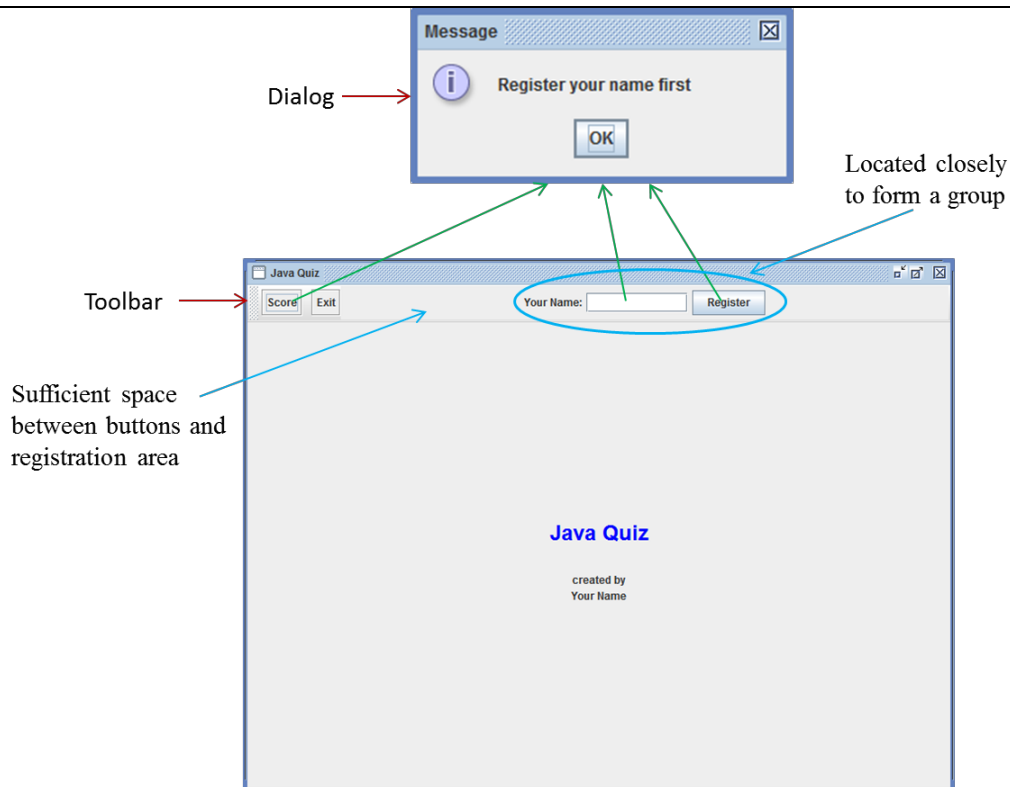 Message
i
Register your name first
Dialog
OK
Located closely
to form a group
Java Quiz
Toolbar
Score Exit
Your Name: Register
Sufficient space
between buttons and
registration area
Java Quiz
created by
Your Name